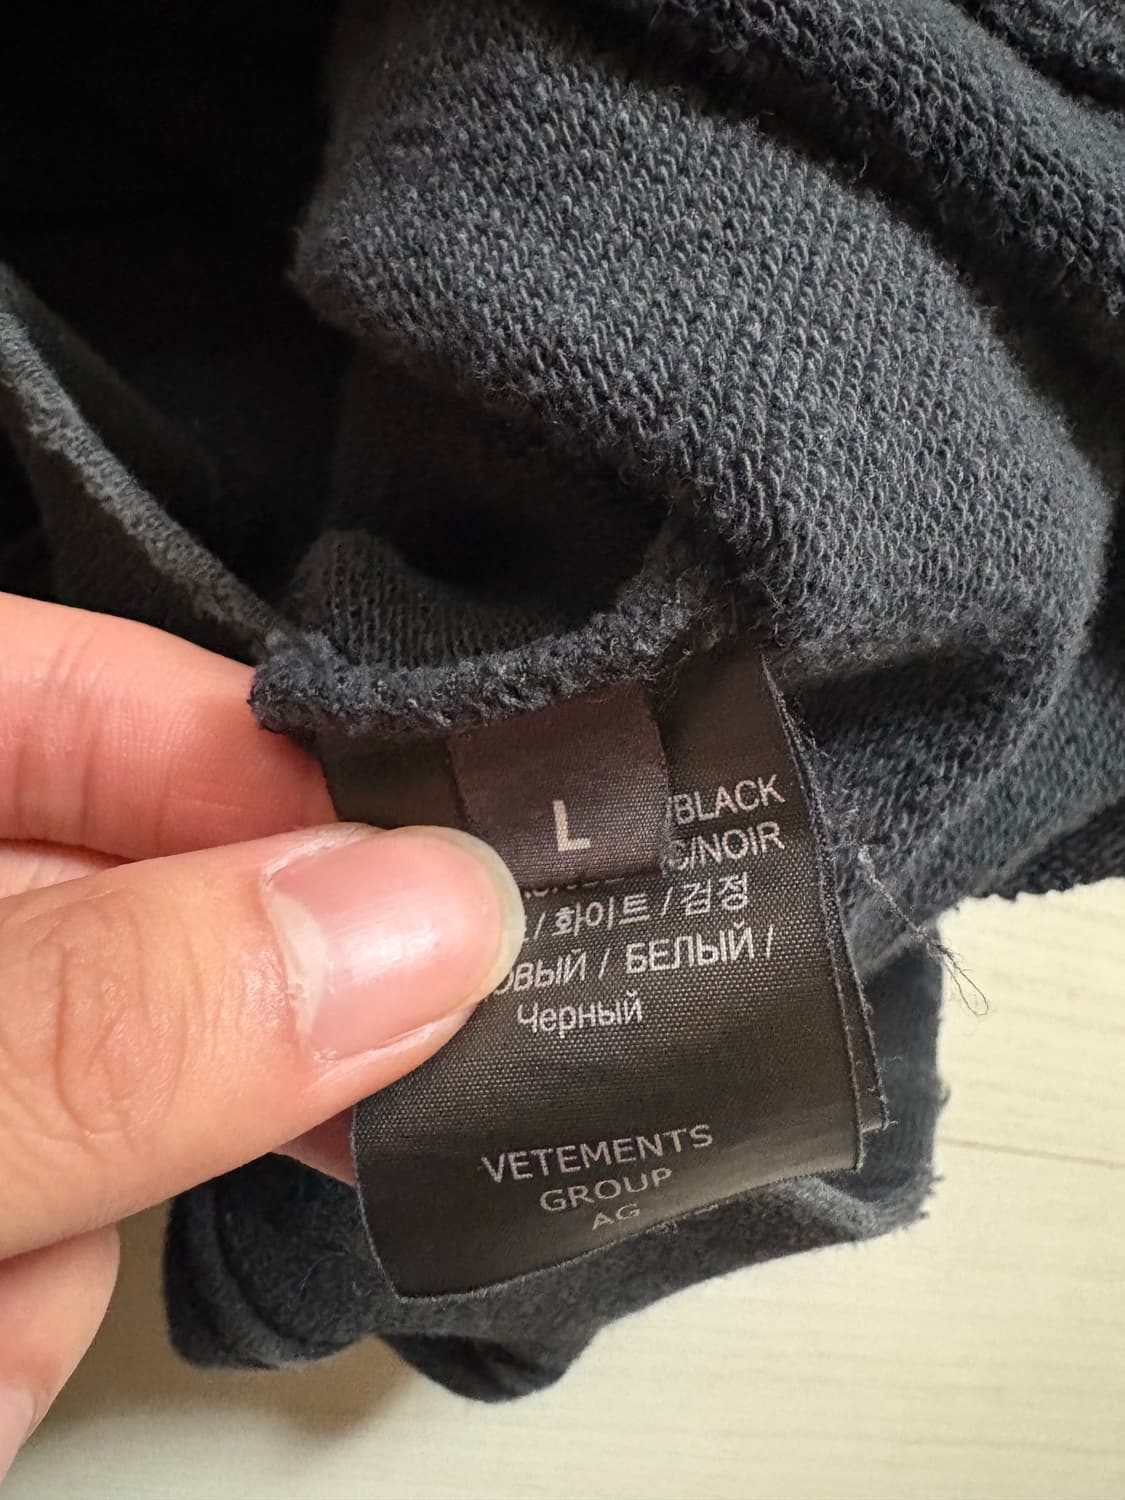 L
/BLACK
C/NOIR
/ 화이트 / 검정
ОВЫЙ / БЕЛЫЙ /
Черный
VETEMENTS
GROUP
AG